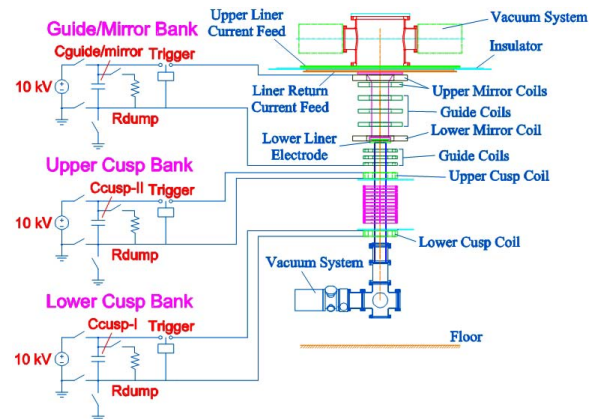 Guide/Mirror Bank
Cguide/mirror
Trigger
10 kV
Rdump
Upper Cusp Bank
Ccusp-II
Trigger
10 kV
Rdump
Lower Cusp Bank
Ccusp-I
Trigger
10 kV
Rdump
Upper Liner
Current Feed
Vacuum System
Insulator
Liner Return
Current Feed
Upper Mirror Coils
Guide Coils
Lower Liner
Electrode
Lower Mirror Coil
Guide Coils
Upper Cusp Coil
Lower Cusp Coil
Vacuum System
Floor